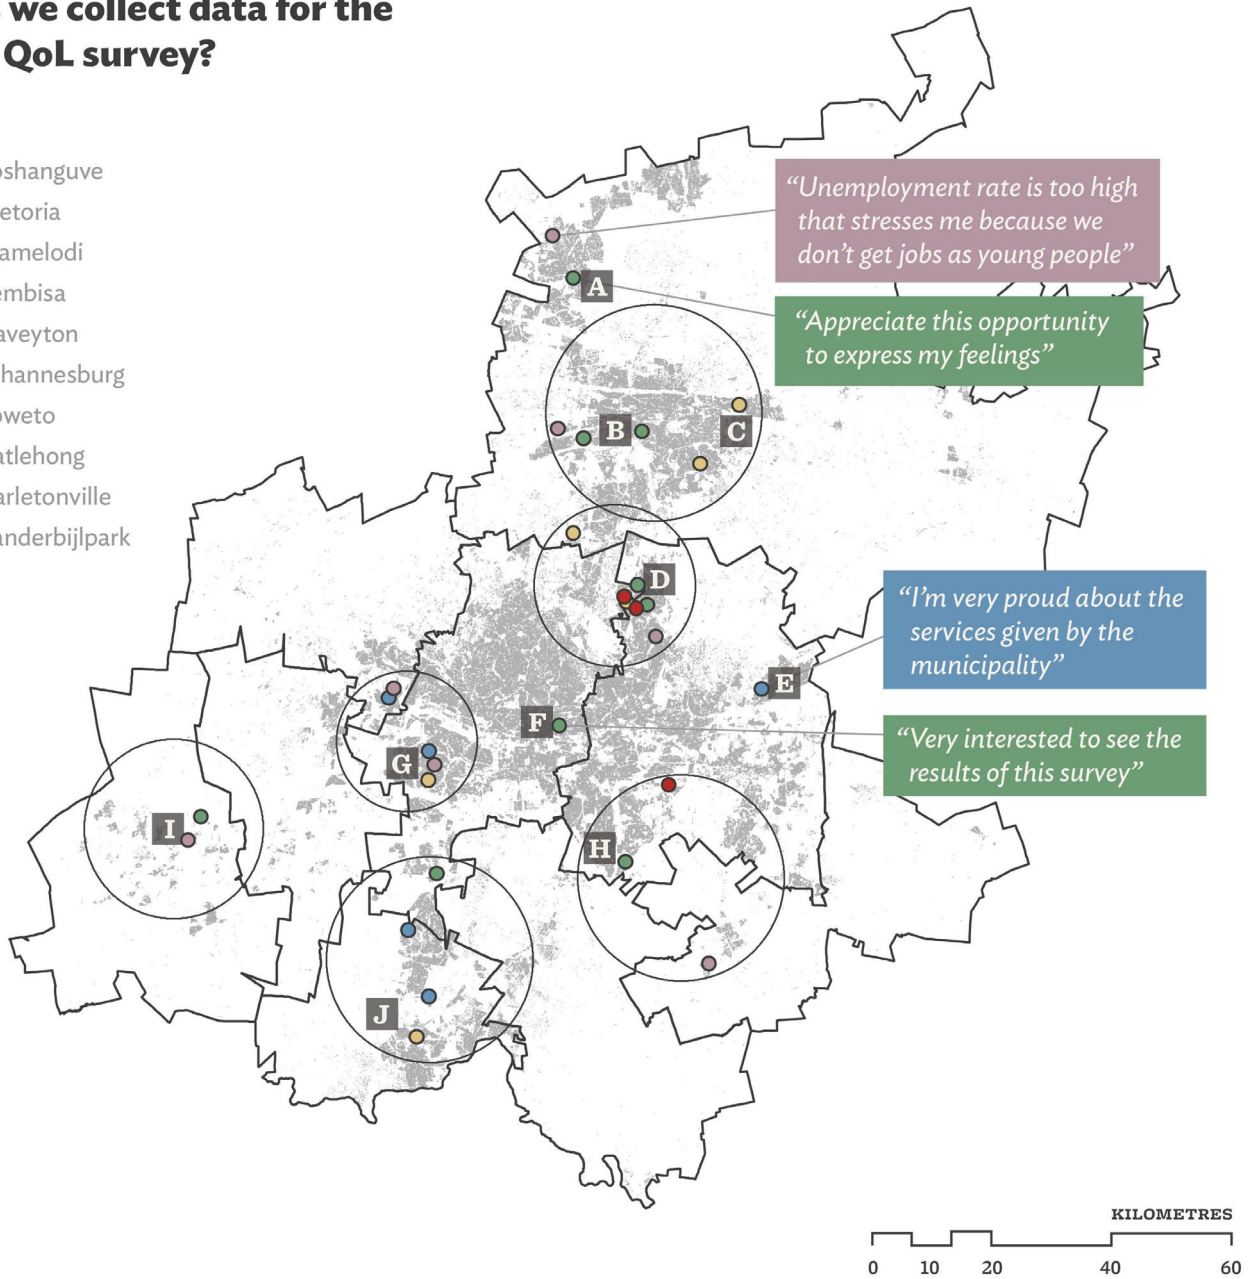 we collect data for the
QoL survey?
oshanguve
etoria
amelodi
embisa
aveyton
hannesburg
oweto
atlehong
arletonville
anderbijlpark
“Unemployment rate is too high
that stresses me because we
don’t get jobs as young people”
A
“Appreciate this opportunity
to express my feelings”
B
C
D
“I’m very proud about the
services given by the
municipality”
E
F
“Very interested to see the
results of this survey”
G
I
H
J
KILOMETRES
0 10 20 40 60